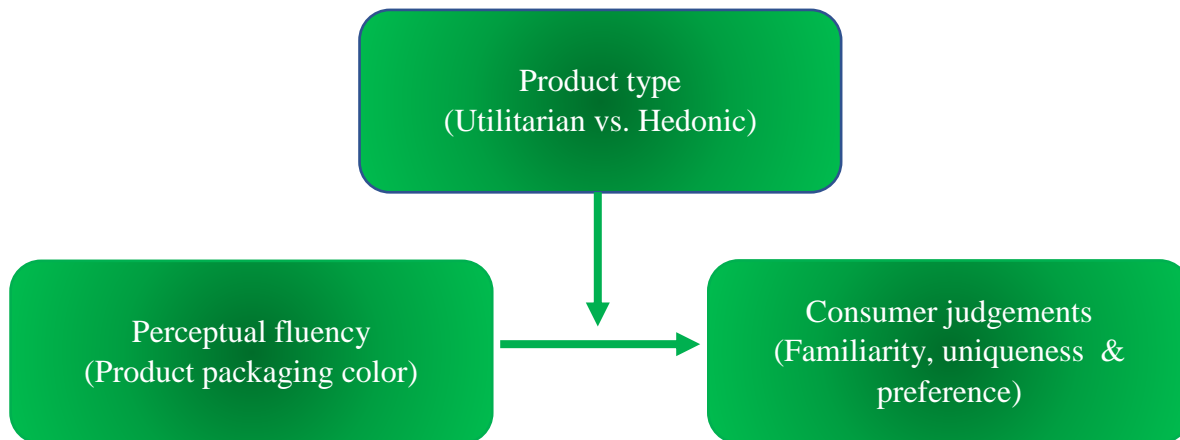 Product type
(Utilitarian vs. Hedonic)
Perceptual fluency
(Product packaging color)
Consumer judgements
(Familiarity, uniqueness &
preference)